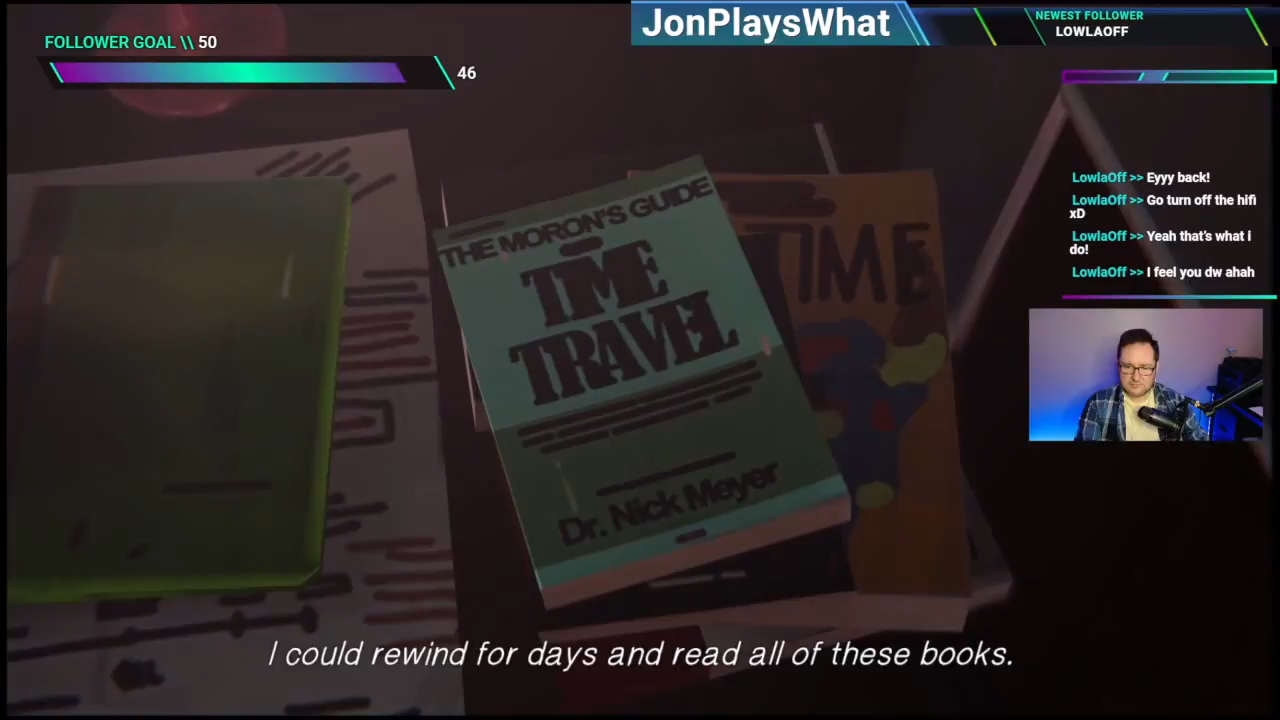 FOLLOWER GOAL \\ 50
46
JonPlaysWhat
NEWEST FOLLOWER
LOWLAOFF
LowlaOff >> Eyyy back!
LowlaOff >> Go turn off the hifi
xD
LowlaOff >> Yeah that's what i
do!
LowlaOff >> I feel you dw ahah
THE MORON'S GUIDE
TIME
TRAVEL
Dr. Nick Meyer
TIME
I could rewind for days and read all of these books.